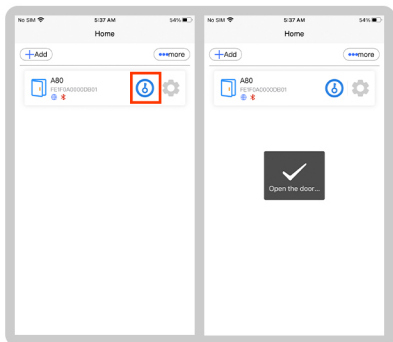 No SIM 5:37 AM 54%
Home
+Add •••more
A80
FE1F0A0000DB01
No SIM 5:37 AM 54%
Home
+Add •••more
A80
FE1F0A0000DB01
Open the door...